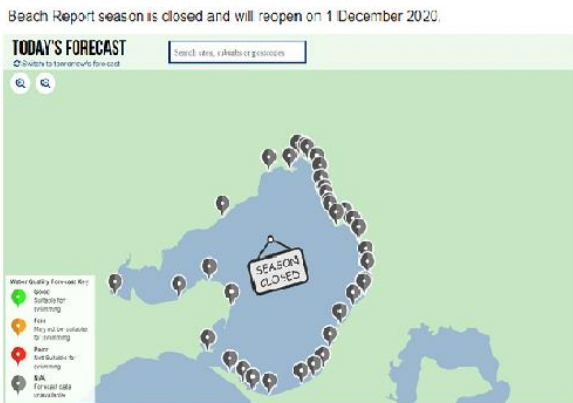 Beach Report season is closed and will reopen on 1 December 2020.
TODAY'S FORECAST
Switch to tomorrow's forecast
Search sites, suburbs or postcodes
SEASON
CLOSED
Water Quality Forecast Key
Good
Suitable for
swimming
Fair
May not be suitable
for swimming
Poor
Not Suitable for
swimming
N/A
Forecast data
unavailable